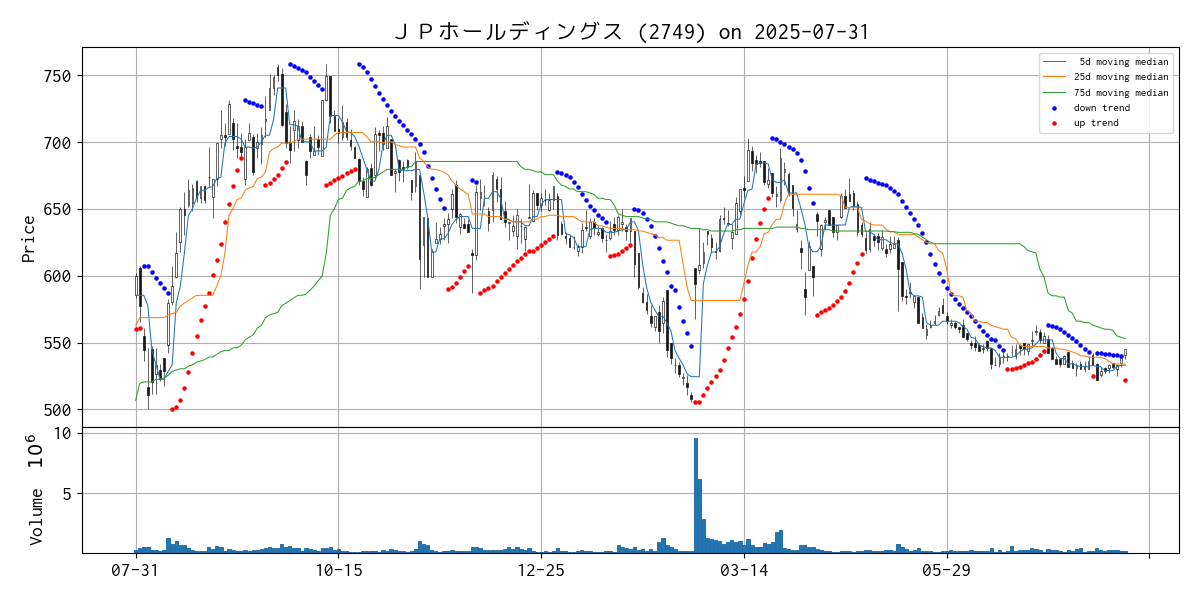 ＪＰホールディングス (2749) on 2025-07-31
5d moving median
25d moving median
75d moving median
down trend
up trend
Price
750
700
650
600
550
500
Volume 10^6
10
5
07-31
10-15
12-25
03-14
05-29